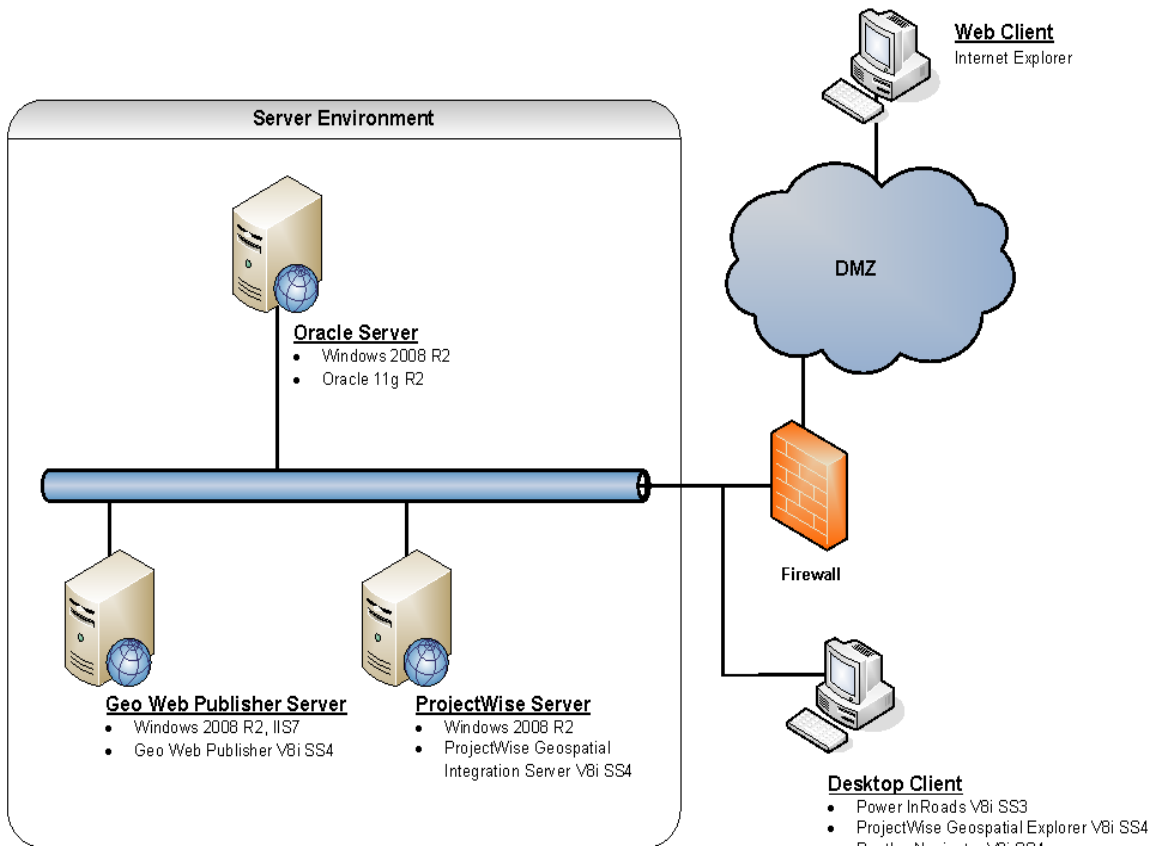 Web Client
Internet Explorer
Server Environment
DMZ
Oracle Server
• Windows 2008 R2
• Oracle 11g R2
Firewall
Geo Web Publisher Server
• Windows 2008 R2, IIS7
• Geo Web Publisher V8i SS4
ProjectWise Server
• Windows 2008 R2
• ProjectWise Geospatial
Integration Server V8i SS4
Desktop Client
• Power InRoads V8i SS3
• ProjectWise Geospatial Explorer V8i SS4